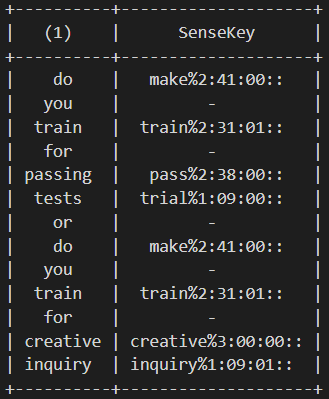 (1) SenseKey
do make%2:41:00::
you -
train train%2:31:01::
for -
passing pass%2:38:00::
tests trial%1:09:00::
or -
do make%2:41:00::
you -
train train%2:31:01::
for -
creative creative%3:00:00::
inquiry inquiry%1:09:01::